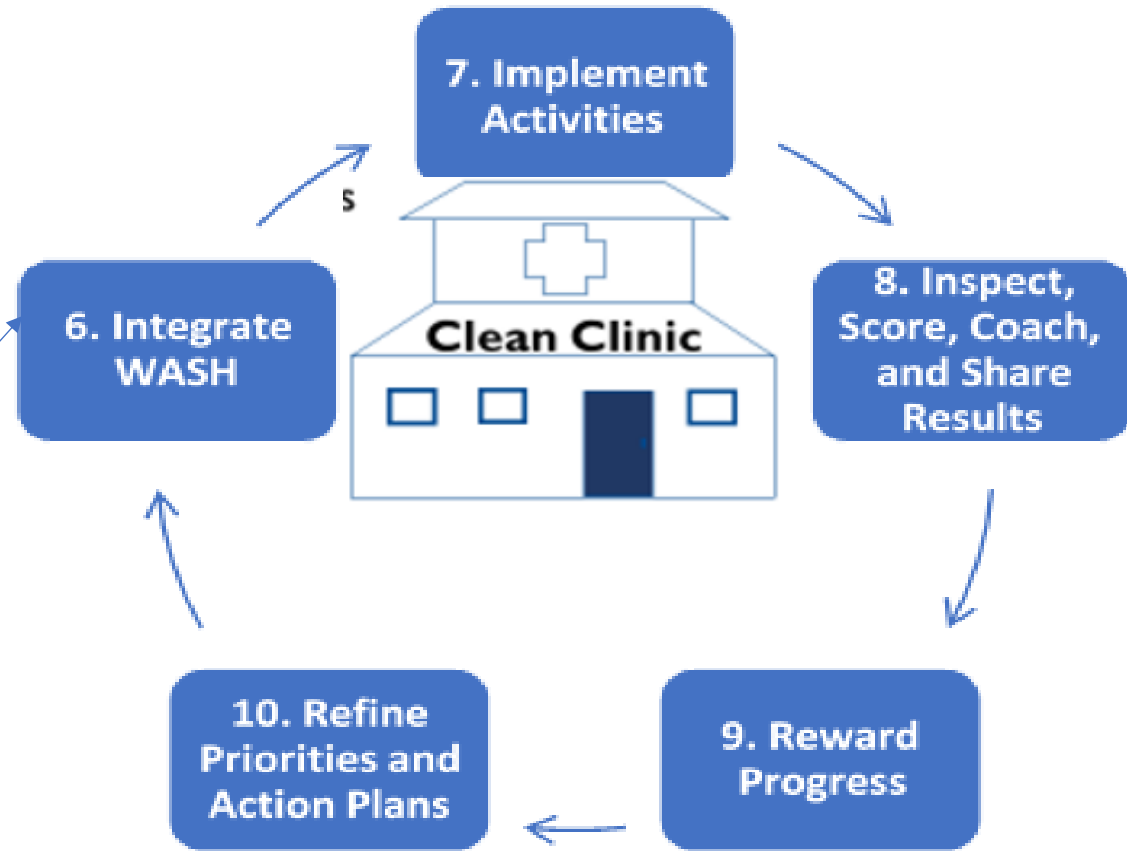 7. Implement
Activities
s
6. Integrate
WASH
8. Inspect,
Score, Coach,
and Share
Results
Clean Clinic
10. Refine
Priorities and
Action Plans
9. Reward
Progress